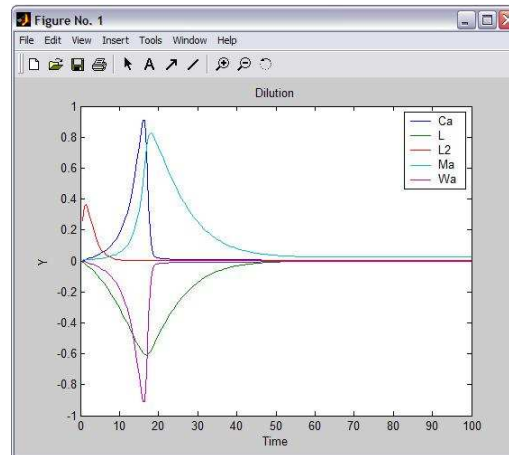 Figure No. 1
File Edit View Insert Tools Window Help
A
Dilution
Ca
L
L2
Ma
Wa
Y
1
0.8
0.6
0.4
0.2
0
-0.2
-0.4
-0.6
-0.8
-1
0 10 20 30 40 50 60 70 80 90 100
Time